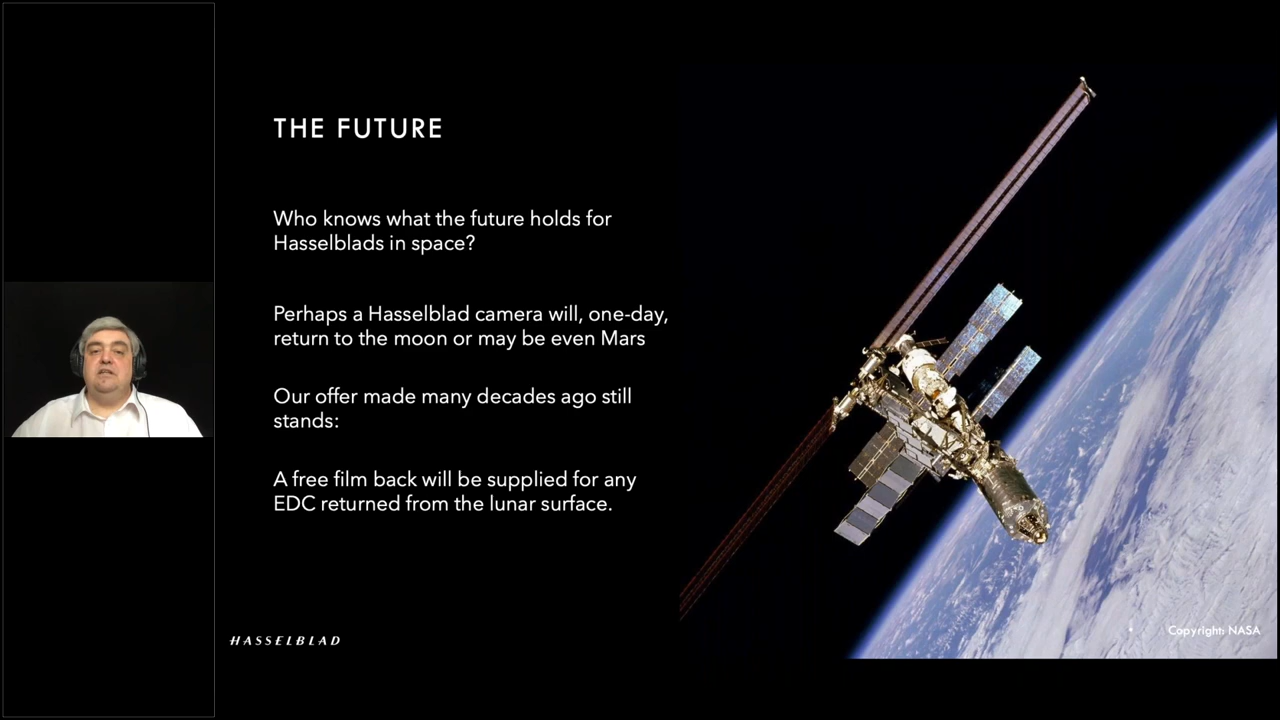 THE FUTURE
Who knows what the future holds for
Hasselblads in space?
Perhaps a Hasselblad camera will, one-day,
return to the moon or may be even Mars
Our offer made many decades ago still
stands:
A free film back will be supplied for any
EDC returned from the lunar surface.
HASSELBLAD
• Copyright: NASA